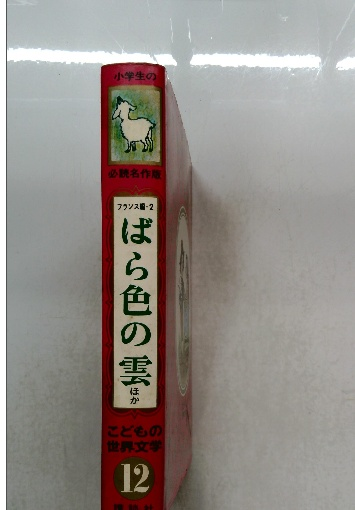 小学生の
必読名作版
フランス編-2
ばら色の雲
ほか
こどもの
世界文学
12